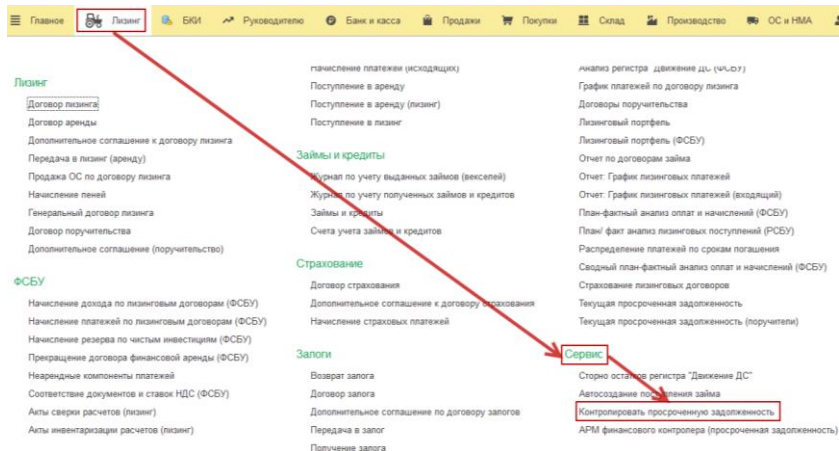 Главное
Лизинг
БКИ
Руководителю
Банк и касса
Продажи
Покупки
Склад
Производство
ОС и НМА
Лизинг
Договор лизинга
Договор аренды
Дополнительное соглашение к договору лизинга
Передача в лизинг (аренду)
Продажа ОС по договору лизинга
Начисление пеней
Генеральный договор лизинга
Договор поручительства
Дополнительное соглашение (поручительство)
ФСБУ
Начисление дохода по лизинговым договорам (ФСБУ)
Начисление платежей по лизинговым договорам (ФСБУ)
Начисление резерва по чистым инвестициям (ФСБУ)
Прекращение договора финансовой аренды (ФСБУ)
Неарендные компоненты платежей
Соответствие документов и ставок НДС (ФСБУ)
Акты сверки расчетов (лизинг)
Акты инвентаризации расчетов (лизинг)
Начисление платежей (исходящих)
Поступление в аренду
Поступление в аренду (лизинг)
Поступление в лизинг
Займы и кредиты
Журнал по учету выданных займов (векселей)
Журнал по учету полученных займов и кредитов
Займы и кредиты
Счета учета займов и кредитов
Страхование
Договор страхования
Дополнительное соглашение к договору страхования
Начисление страховых платежей
Залоги
Возврат залога
Договор залога
Дополнительное соглашение по договору залогов
Передача в залог
Получение залога
Анализ регистра "Движение ДС" (ФСБУ)
График платежей по договору лизинга
Договоры поручительства
Лизинговый портфель
Лизинговый портфель (ФСБУ)
Отчет по договорам займа
Отчет: График лизинговых платежей
Отчет: График лизинговых платежей (входящий)
План-фактный анализ оплат и начислений (ФСБУ)
План/ факт анализ лизинговых поступлений (РСБУ)
Распределение платежей по срокам погашения
Сводный план-фактный анализ оплат и начислений (ФСБУ)
Страхование лизинговых договоров
Текущая просроченная задолженность
Текущая просроченная задолженность (поручители)
Сервис
Сторно остатков регистра "Движение ДС"
Автосоздание поступления займа
Контролировать просроченную задолженность
АРМ финансового контролера (просроченная задолженность)